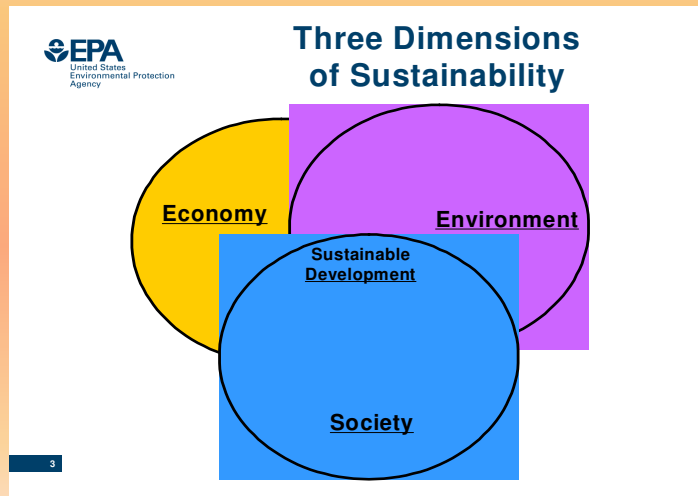 EPA
United States
Environmental Protection
Agency
Three Dimensions
of Sustainability
Economy
Environment
Sustainable
Development
Society
3